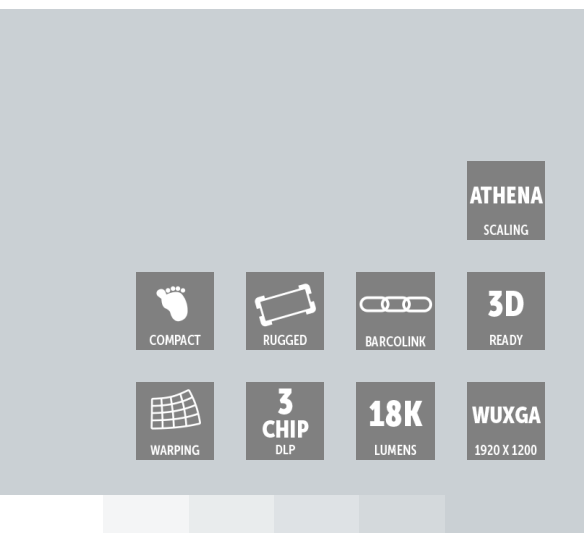 ATHENA
SCALING
COMPACT
RUGGED
BARCOLINK
3D
READY
WARPING
3
CHIP
DLP
18K
LUMENS
WUXGA
1920 X 1200